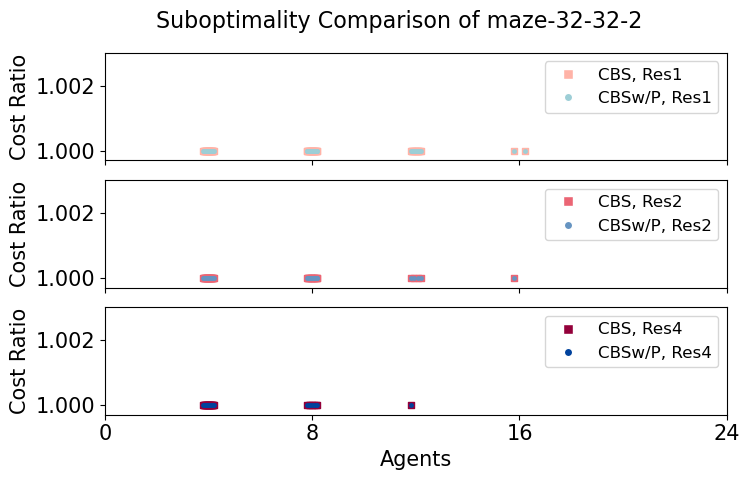 Suboptimality Comparison of maze-32-32-2
Cost Ratio
1.002
1.000
CBS, Res1
CBSw/P, Res1
Cost Ratio
1.002
1.000
CBS, Res2
CBSw/P, Res2
Cost Ratio
1.002
1.000
CBS, Res4
CBSw/P, Res4
0 8 16 24
Agents